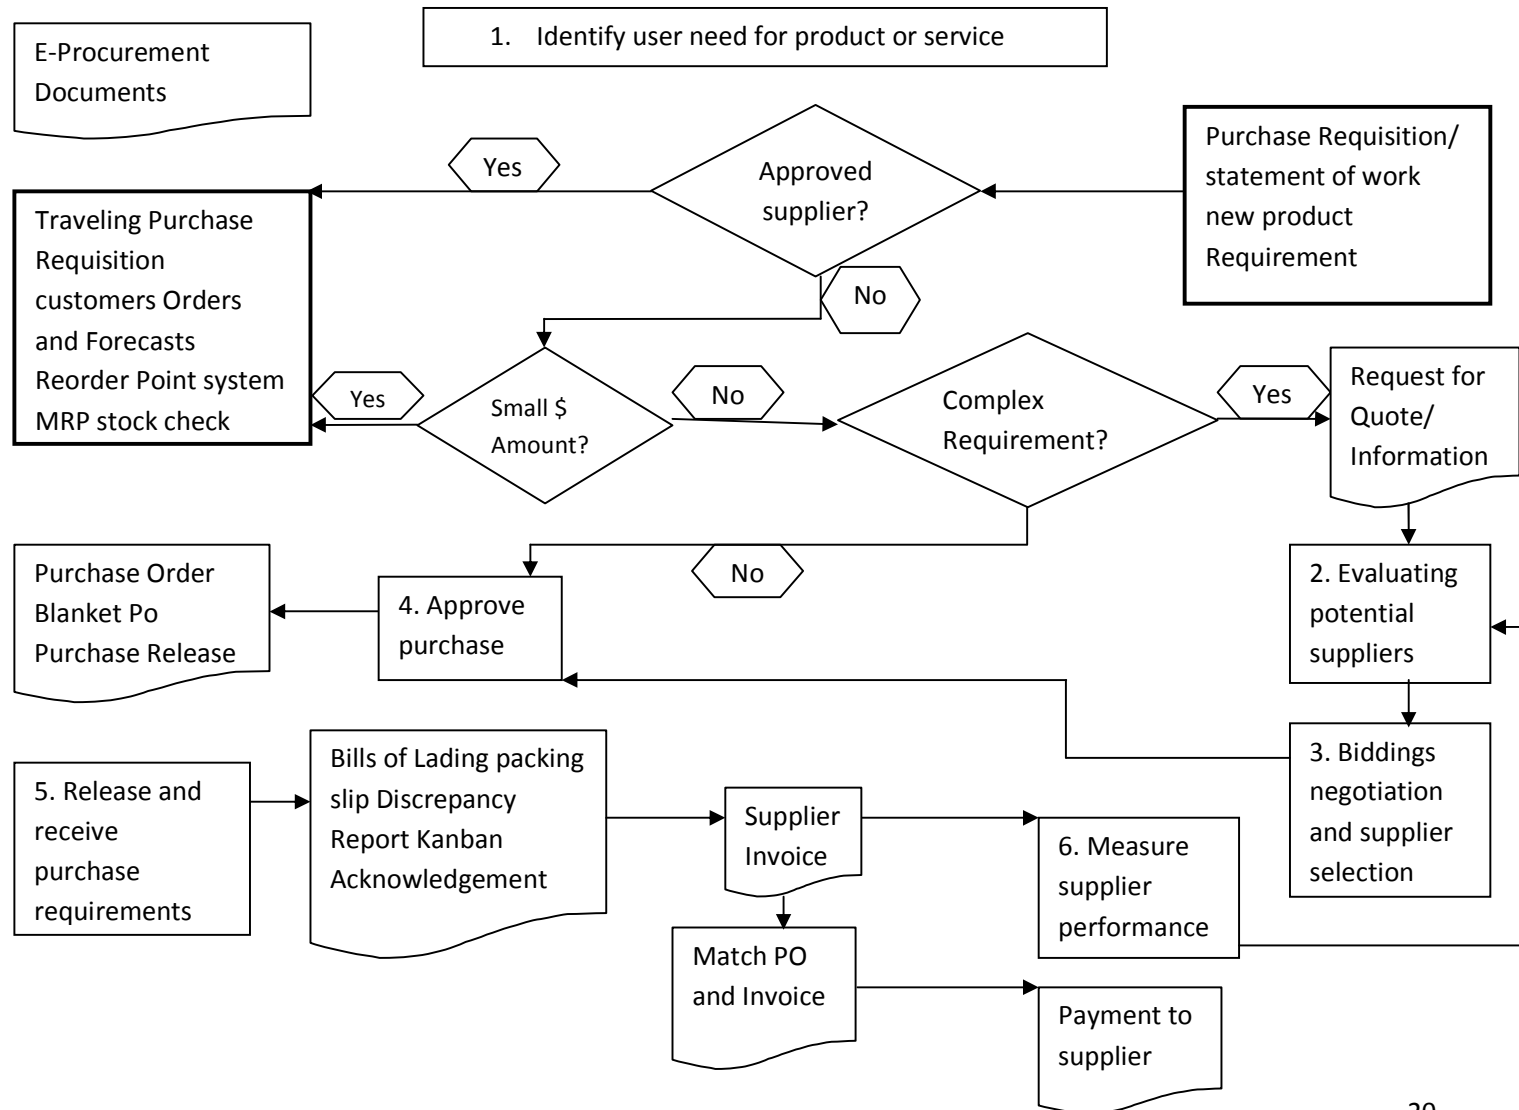 1. Identify user need for product or service
E-Procurement
Documents
Purchase Requisition/
statement of work
new product
Requirement
Approved
supplier?
Yes
No
Traveling Purchase
Requisition
customers Orders
and Forecasts
Reorder Point system
MRP stock check
Yes
Small $
Amount?
No
Complex
Requirement?
Yes
Request for
Quote/
Information
No
Purchase Order
Blanket Po
Purchase Release
4. Approve
purchase
2. Evaluating
potential
suppliers
3. Biddings
negotiation
and supplier
selection
5. Release and
receive
purchase
requirements
Bills of Lading packing
slip Discrepancy
Report Kanban
Acknowledgement
Supplier
Invoice
6. Measure
supplier
performance
Match PO
and Invoice
Payment to
supplier